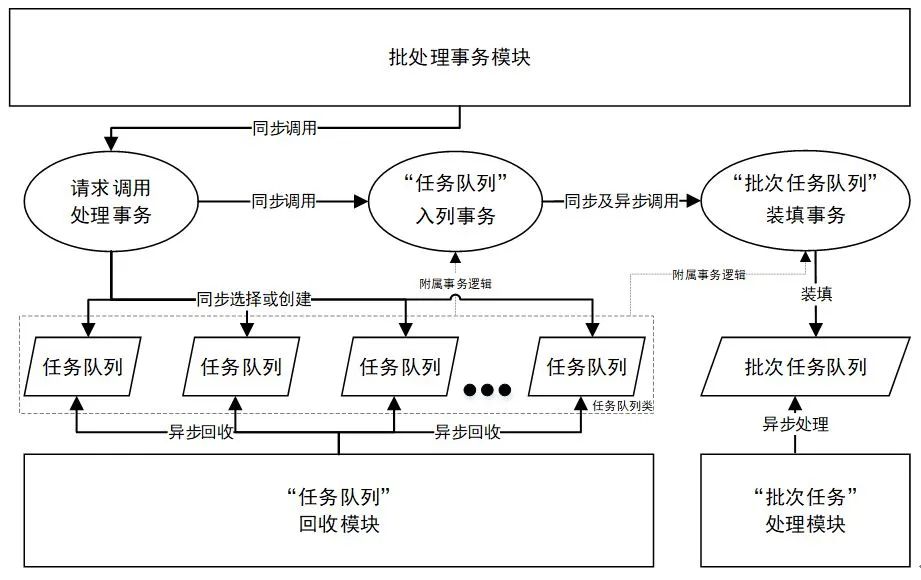 批处理事务模块
同步调用
请求调用
处理事务
同步调用
“任务队列”
入列事务
同步及异步调用
“批次任务队列”
装填事务
附属事务逻辑
附属事务逻辑
同步选择或创建
装填
任务队列
任务队列
任务队列
任务队列
批次任务队列
任务队列类
异步回收
异步回收
异步处理
“任务队列”
回收模块
“批次任务”
处理模块